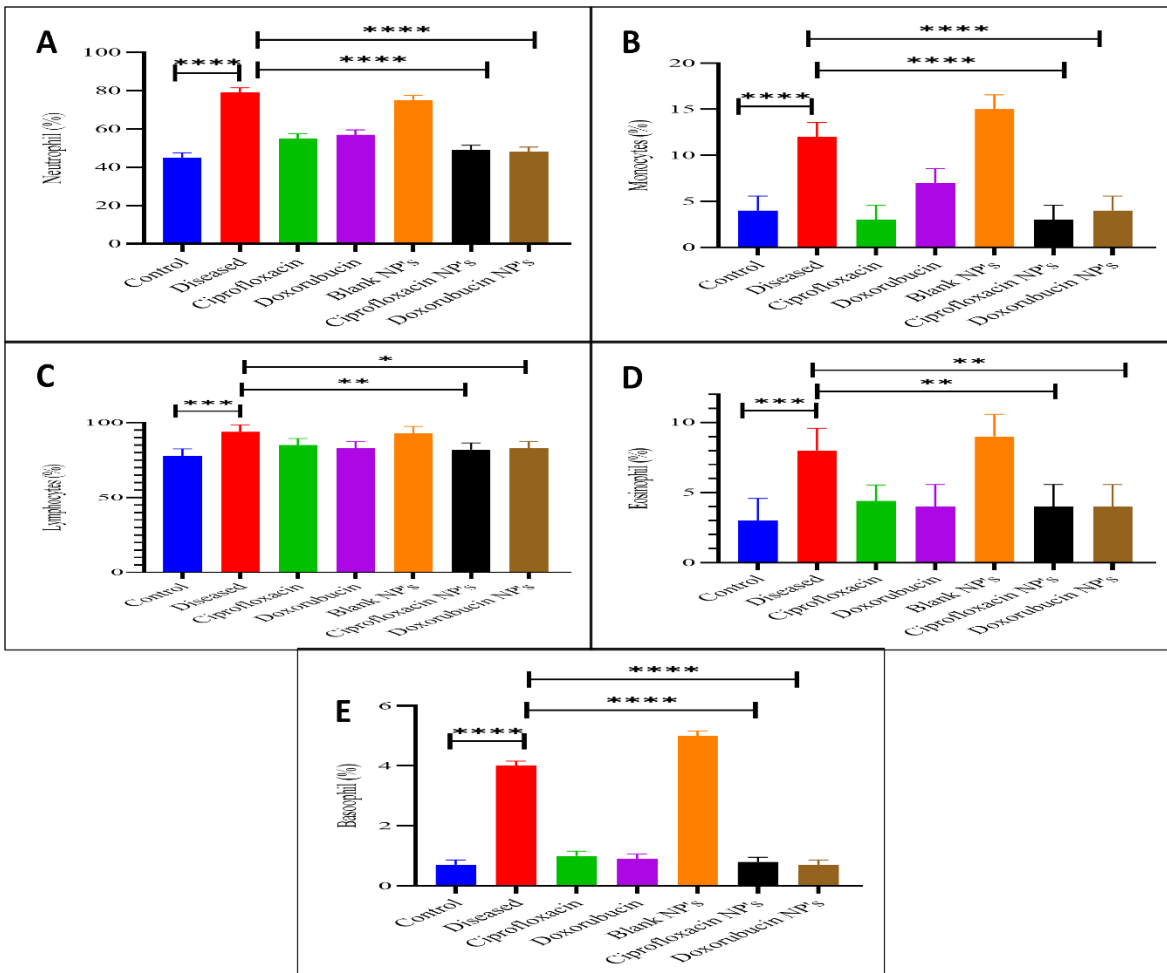 A
****
****
****
100
80
60
40
20
0
Neutrophil (%)
Control
Diseased
Ciprofloxacin
Doxorubucin
Blank NP's
Ciprofloxacin NP's
Doxorubucin NP's
B
****
****
****
20
15
10
5
0
Monocytes (%)
Control
Diseased
Ciprofloxacin
Doxorubucin
Blank NP's
Ciprofloxacin NP's
Doxorubucin NP's
C
*
**
***
100
50
0
Lymphocytes (%)
Control
Diseased
Ciprofloxacin
Doxorubucin
Blank NP's
Ciprofloxacin NP's
Doxorubucin NP's
D
**
**
***
10
5
0
Eosinophil (%)
Control
Diseased
Ciprofloxacin
Doxorubucin
Blank NP's
Ciprofloxacin NP's
Doxorubucin NP's
E
****
****
****
6
4
2
0
Basoophil (%)
Control
Diseased
Ciprofloxacin
Doxorubucin
Blank NP's
Ciprofloxacin NP's
Doxorubucin NP's